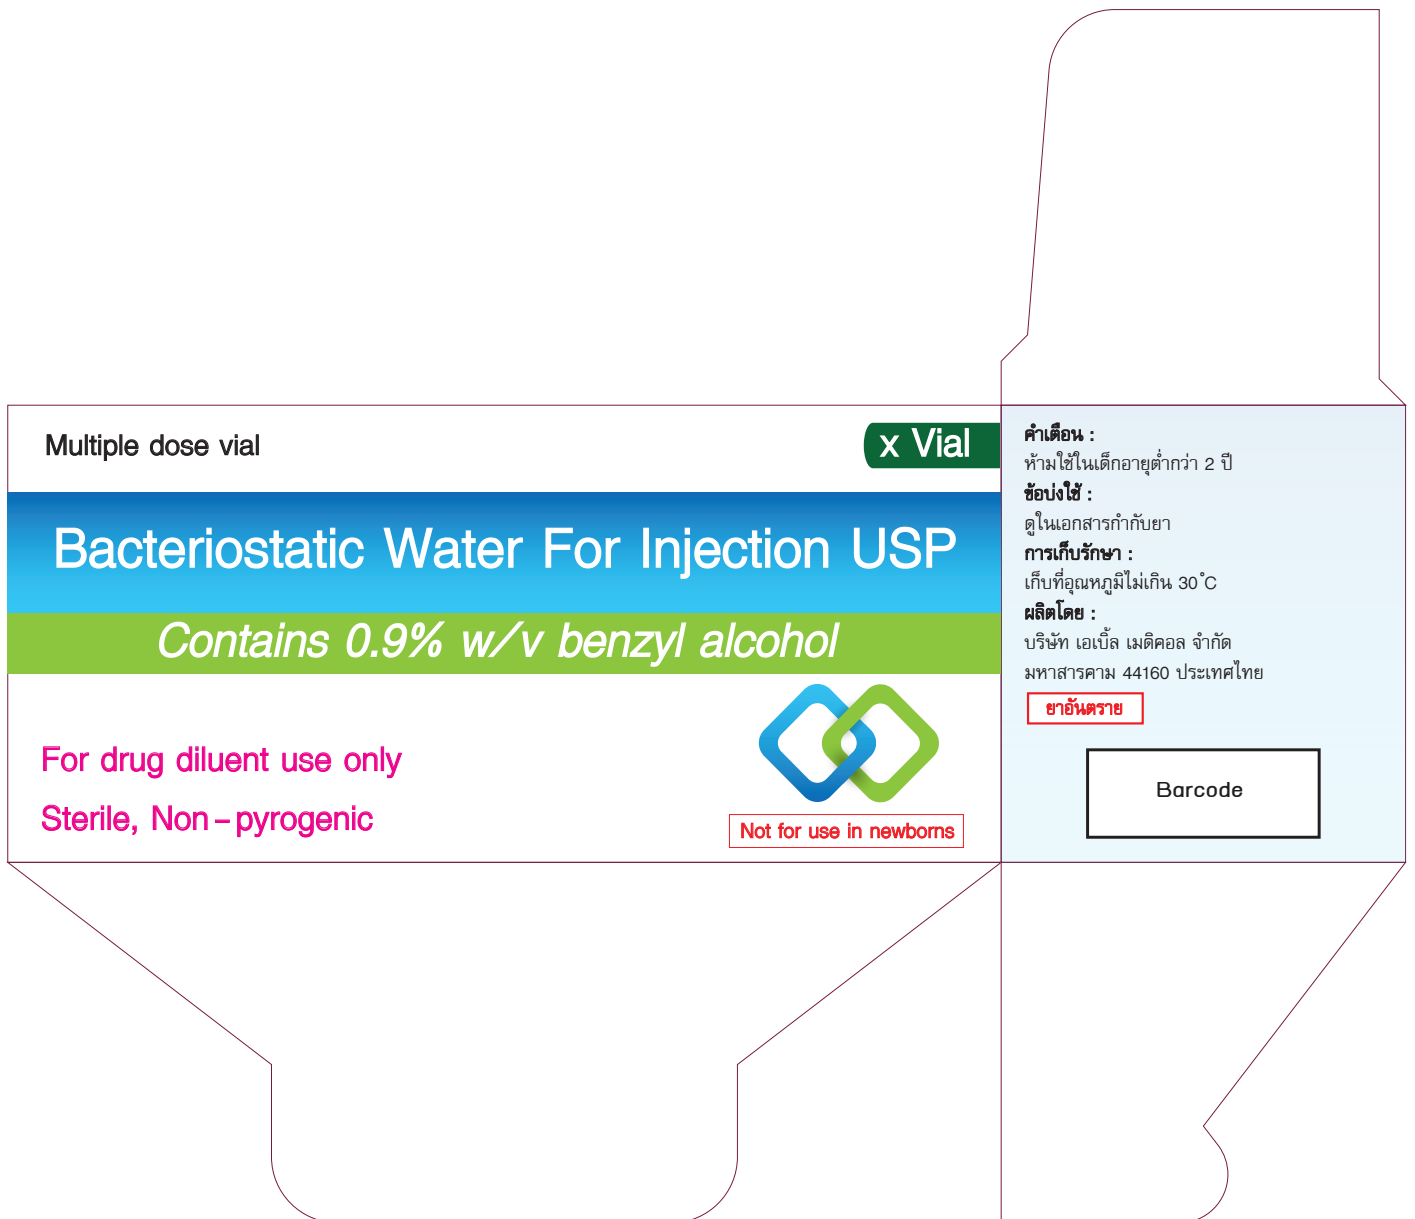 Multiple dose vial
x Vial
Bacteriostatic Water For Injection USP
Contains 0.9% w/v benzyl alcohol
For drug diluent use only
Sterile, Non-pyrogenic
Not for use in newborns
คำเตือน :
ห้ามใช้ในเด็กอายุต่ำกว่า 2 ปี
ข้อบ่งใช้ :
ดูในเอกสารกำกับยา
การเก็บรักษา :
เก็บที่อุณหภูมิไม่เกิน 30 ํC
ผลิตโดย :
บริษัท เอเบิ้ล เมดิคอล จำกัด
มหาสารคาม 44160 ประเทศไทย
ยาอันตราย
Barcode